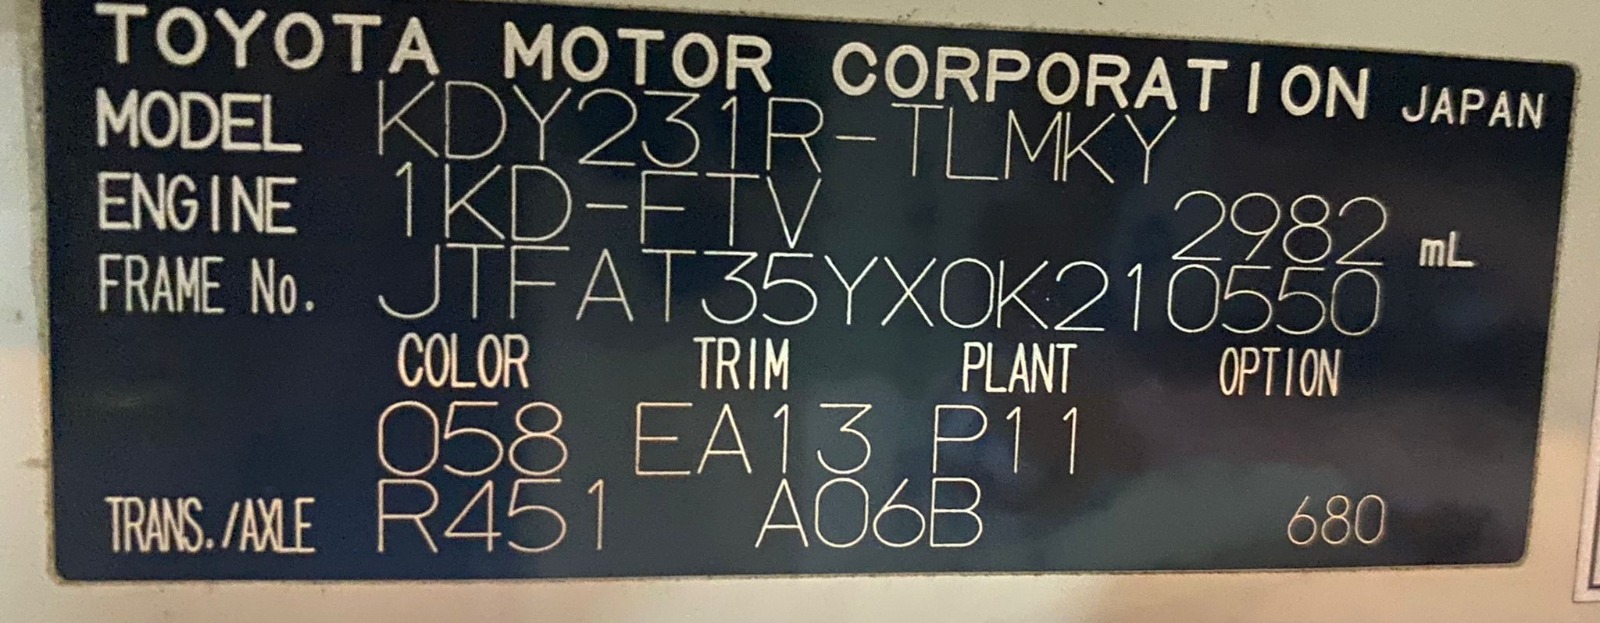 TOYOTA MOTOR CORPORATION JAPAN
MODEL KDY231R-TLMKY
ENGINE 1KD-FTV 2982 mL
FRAME No. JTFAT35YX0K210550
COLOR TRIM PLANT OPTION
058 EA13 P11
TRANS./AXLE R451 A06B 680